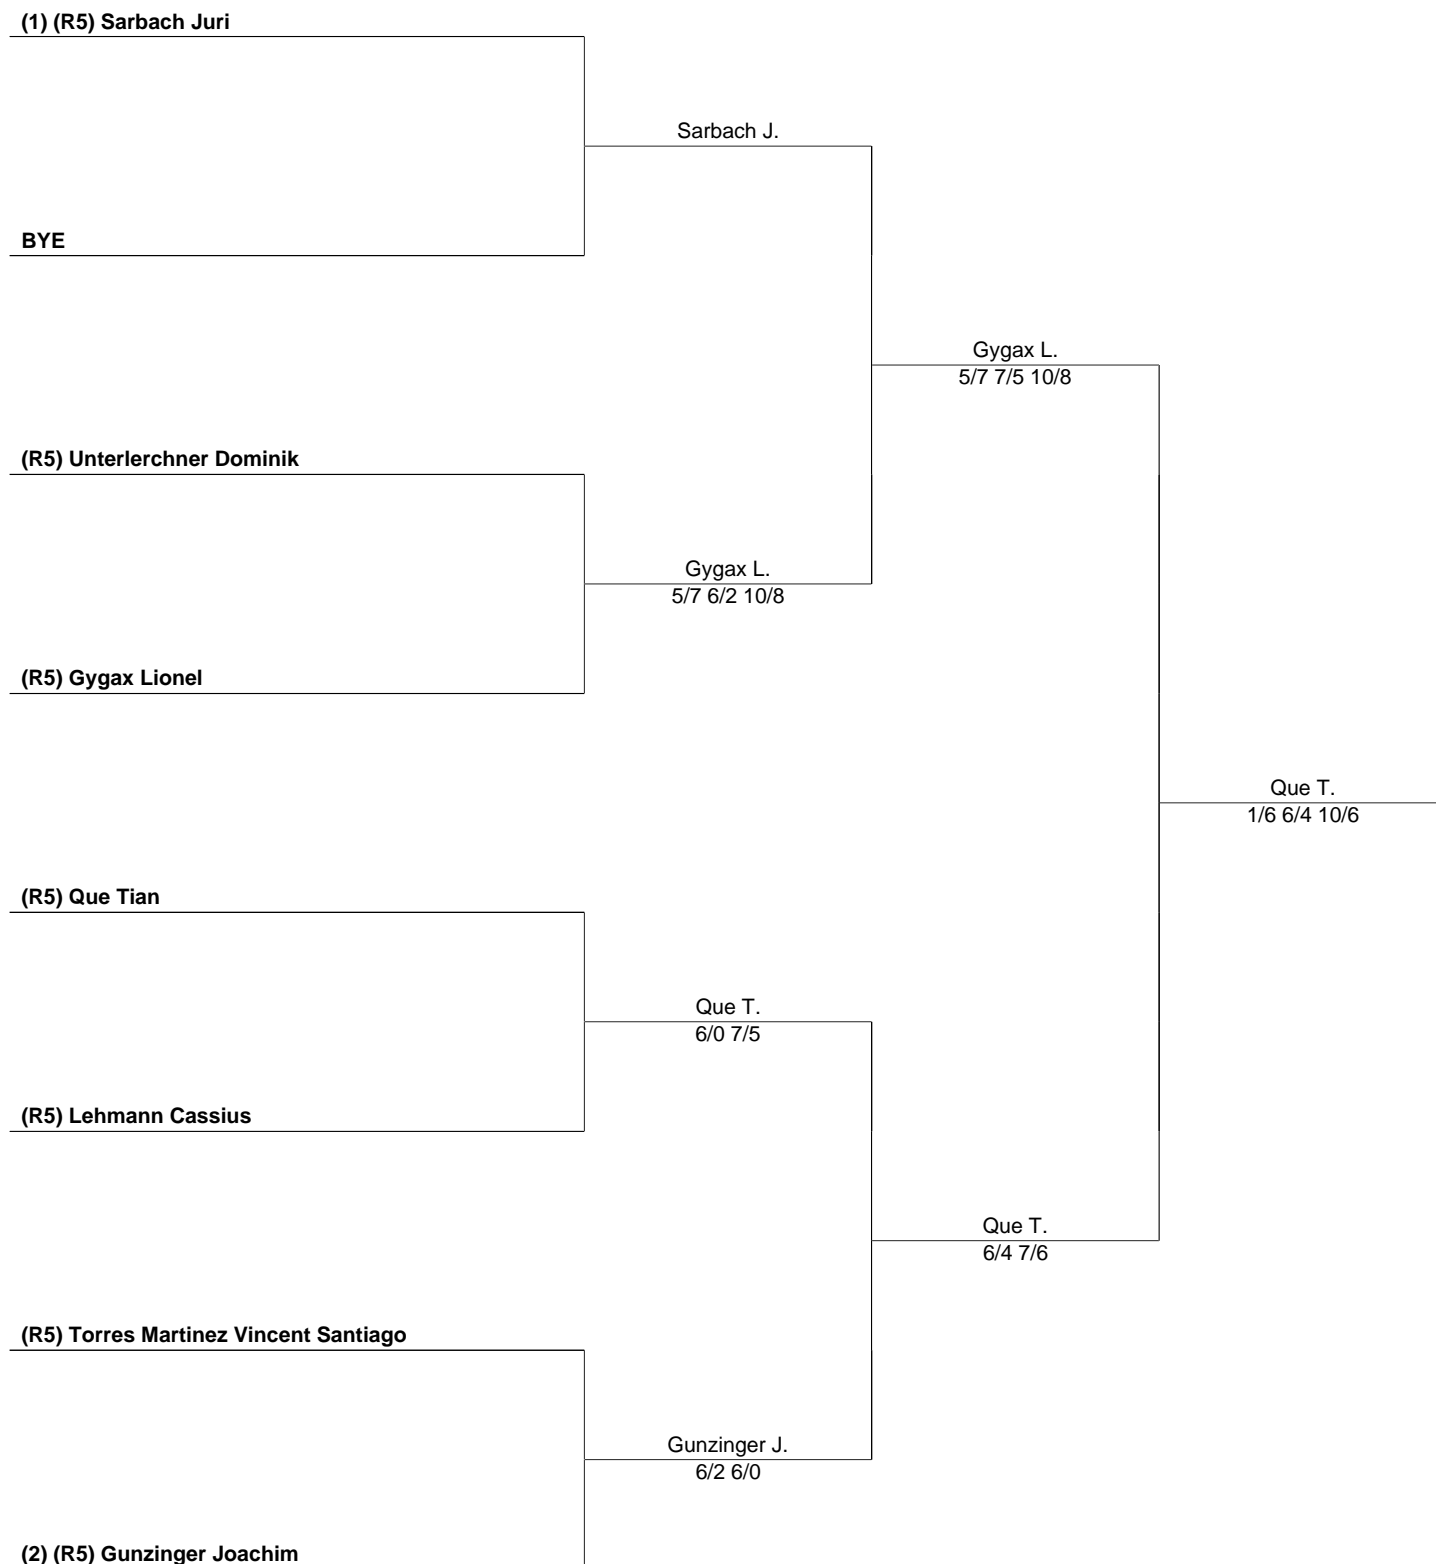 (1) (R5) Sarbach Juri
Sarbach J.
BYE
Gygax L.
5/7 7/5 10/8
(R5) Unterlerchner Dominik
Gygax L.
5/7 6/2 10/8
(R5) Gygax Lionel
Que T.
1/6 6/4 10/6
(R5) Que Tian
Que T.
6/0 7/5
(R5) Lehmann Cassius
Que T.
6/4 7/6
(R5) Torres Martinez Vincent Santiago
Gunzinger J.
6/2 6/0
(2) (R5) Gunzinger Joachim